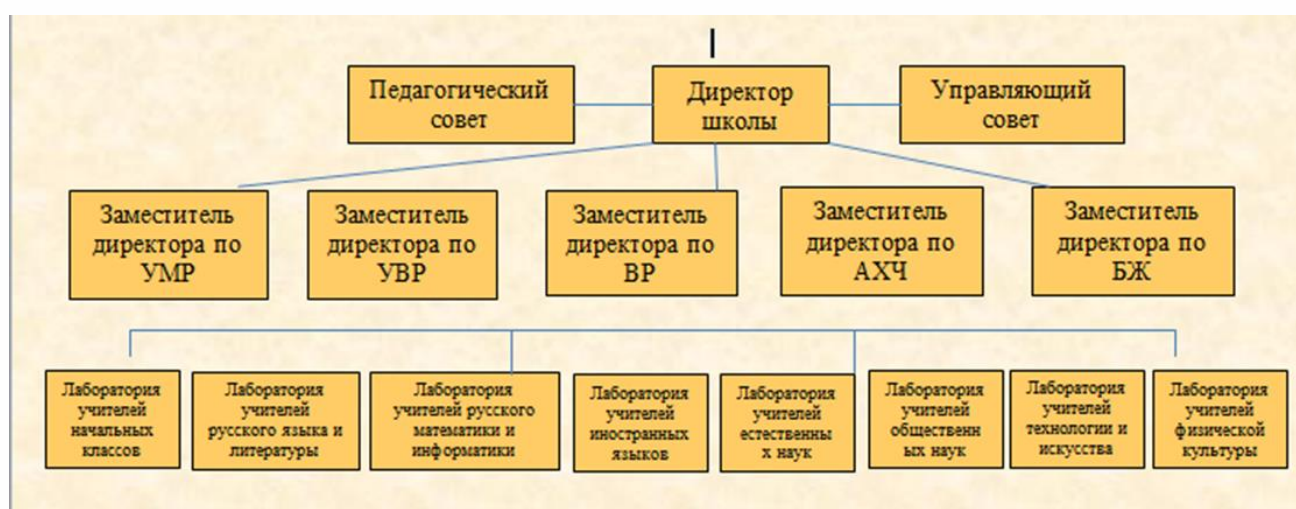 Педагогический
совет
Директор
школы
Управляющий
совет
Заместитель
директора по
УМР
Заместитель
директора по
УВР
Заместитель
директора по
ВР
Заместитель
директора по
АХЧ
Заместитель
директора по
БЖ
Лаборатория
учителей
начальных
классов
Лаборатория
учителей
русского языка и
литературы
Лаборатория
учителей русского
математики и
информатики
Лаборатория
учителей
иностранных
языков
Лаборатория
учителей
естественны
х наук
Лаборатория
учителей
общественн
ых наук
Лаборатория
учителей
технологии и
искусства
Лаборатория
учителей
физической
культуры